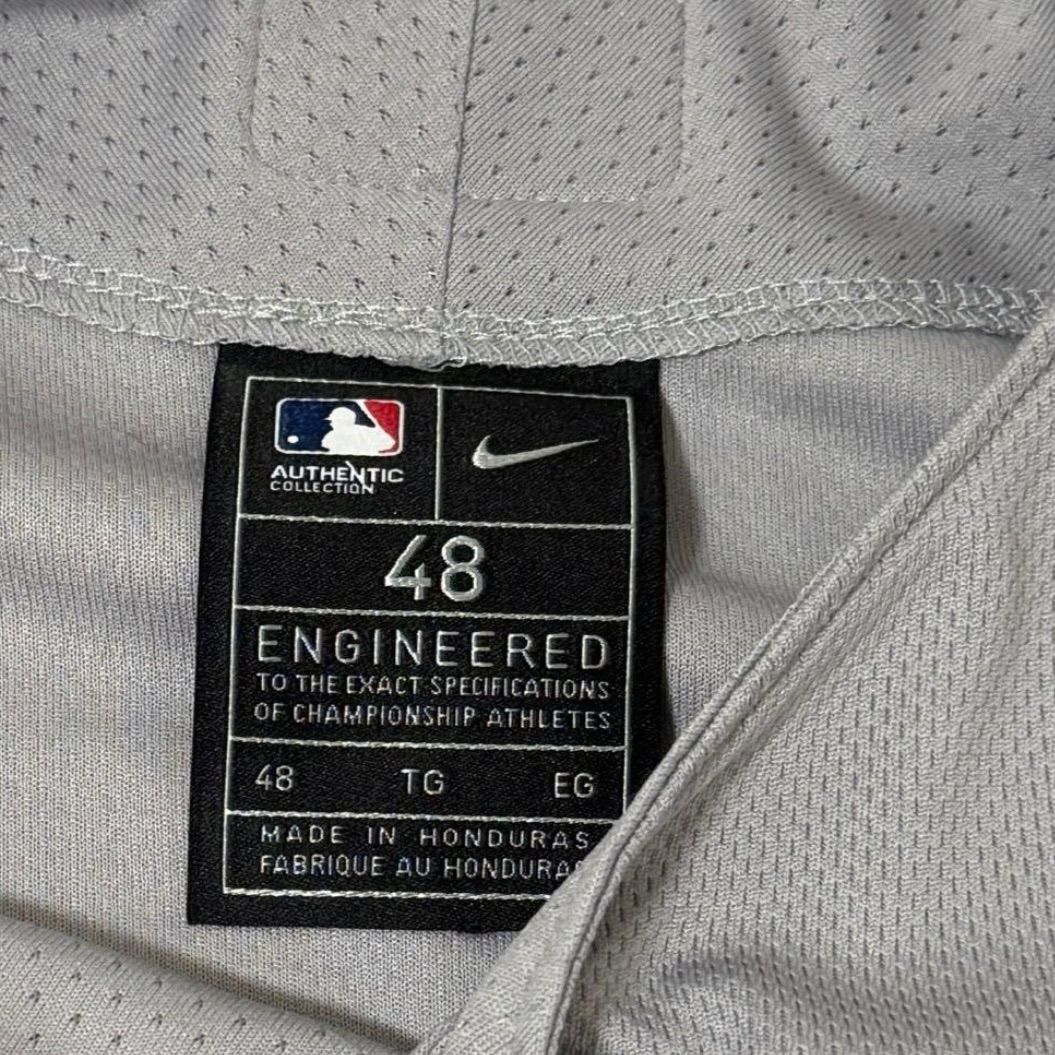 AUTHENTIC
COLLECTION
48
ENGINEERED
TO THE EXACT SPECIFICATIONS
OF CHAMPIONSHIP ATHLETES
48 TG EG
MADE IN HONDURAS
FABRIQUE AU HONDURAS